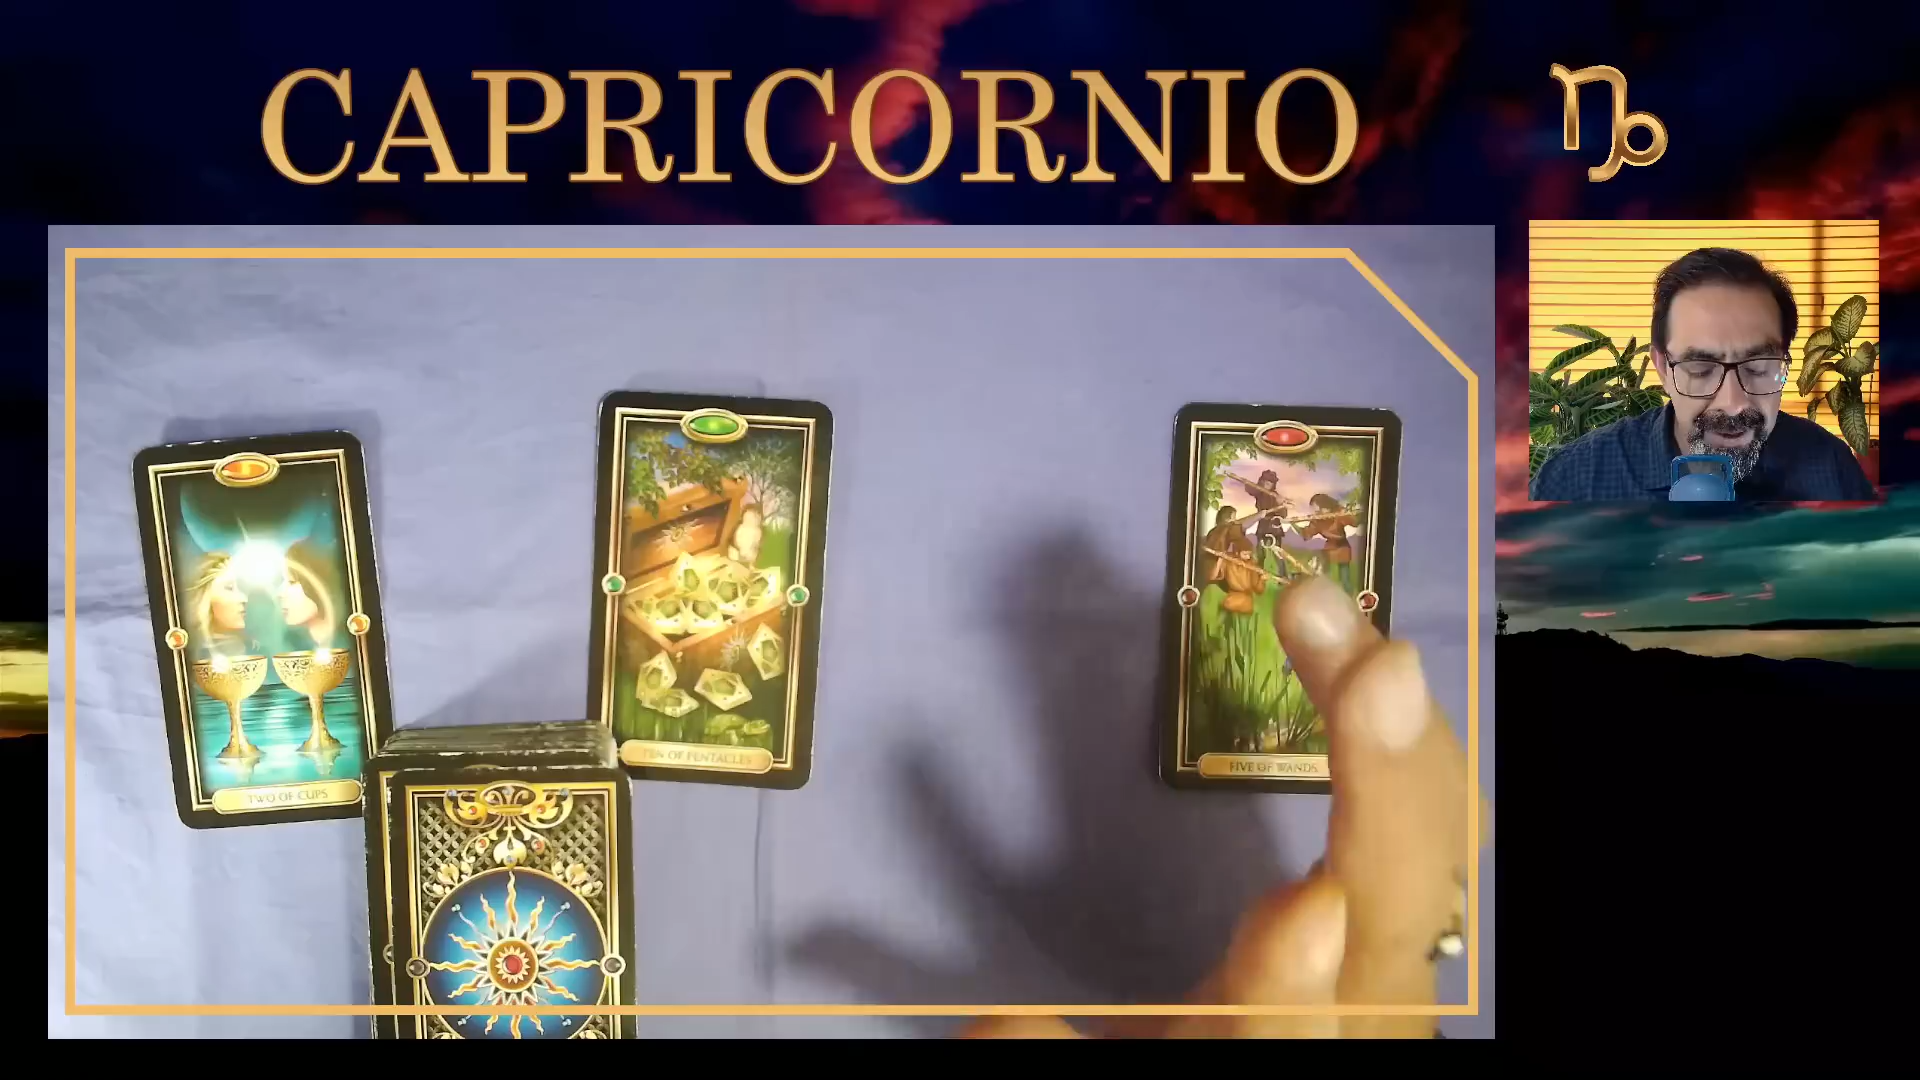 CAPRICORNIO
TWO OF CUPS
TEN OF PENTACLES
FIVE OF WANDS